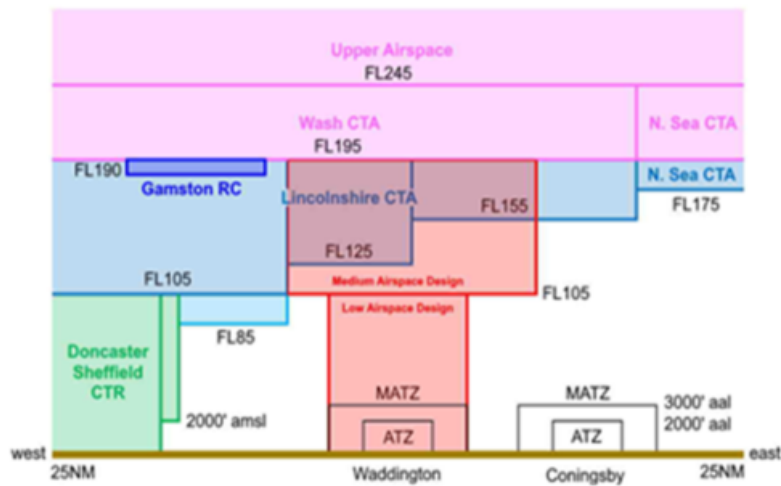 Upper Airspace
FL245
Wash CTA
N. Sea CTA
FL195
FL190
Gamston RC
Lincolnshire CTA
N. Sea CTA
FL155
FL175
FL125
FL105
Medium Airspace Design
FL105
Low Airspace Design
FL85
Doncaster
Sheffield
CTR
MATZ
MATZ
3000' aal
2000' amsl
2000' aal
ATZ
ATZ
west
east
25NM
Waddington
Coningsby
25NM